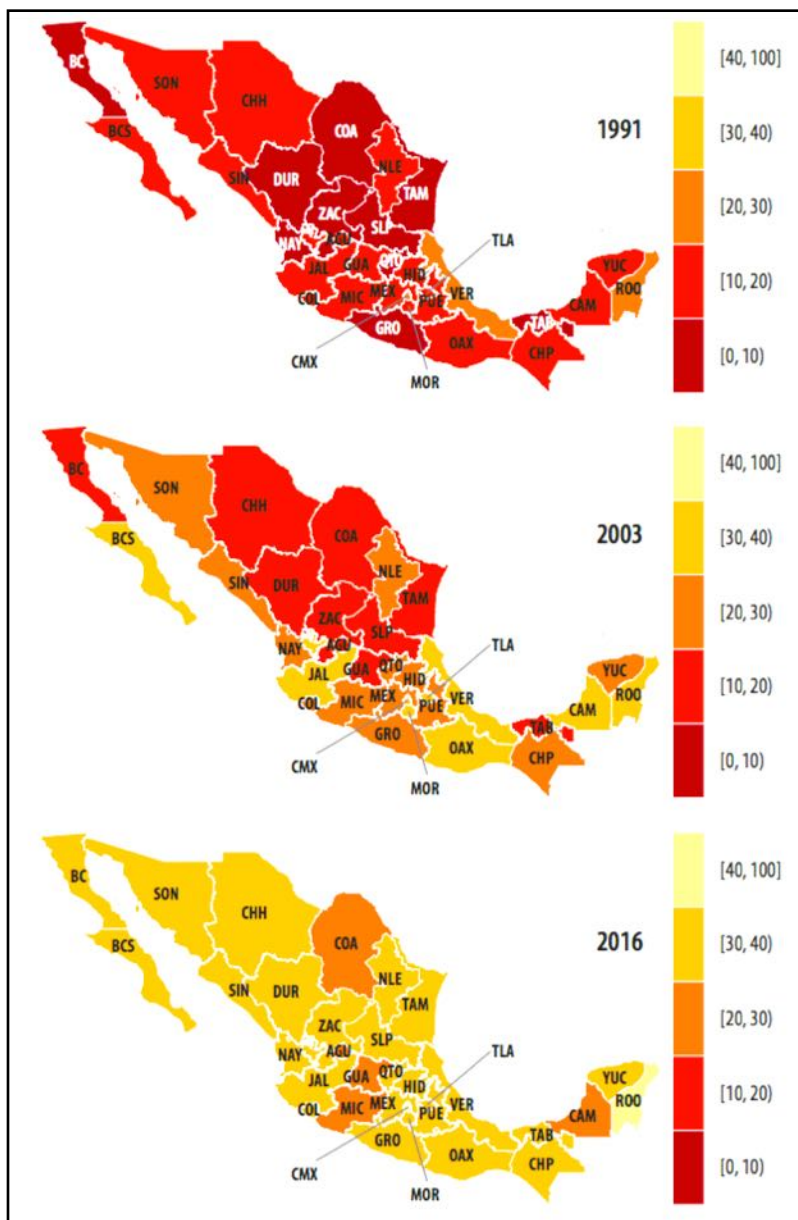 BC
SON
CHH
BCS
COA
SIN
DUR
NLE
TAM
ZAC
SLP
NAY
AGU
JAL
GUA
QTO
HID
TLA
COL
MIC
MEX
PUE
VER
GRO
CMX
MOR
OAX
TAB
CHP
CAM
YUC
ROO
1991
[40, 100]
[30, 40)
[20, 30)
[10, 20)
[0, 10)
BC
SON
CHH
BCS
COA
SIN
DUR
NLE
TAM
ZAC
SLP
NAY
AGU
JAL
GUA
QTO
HID
TLA
COL
MIC
MEX
PUE
VER
GRO
CMX
MOR
OAX
TAB
CHP
CAM
YUC
ROO
2003
[40, 100]
[30, 40)
[20, 30)
[10, 20)
[0, 10)
BC
SON
CHH
BCS
COA
SIN
DUR
NLE
TAM
ZAC
SLP
NAY
AGU
JAL
GUA
QTO
HID
TLA
COL
MIC
MEX
PUE
VER
GRO
CMX
MOR
OAX
TAB
CHP
CAM
YUC
ROO
2016
[40, 100]
[30, 40)
[20, 30)
[10, 20)
[0, 10)